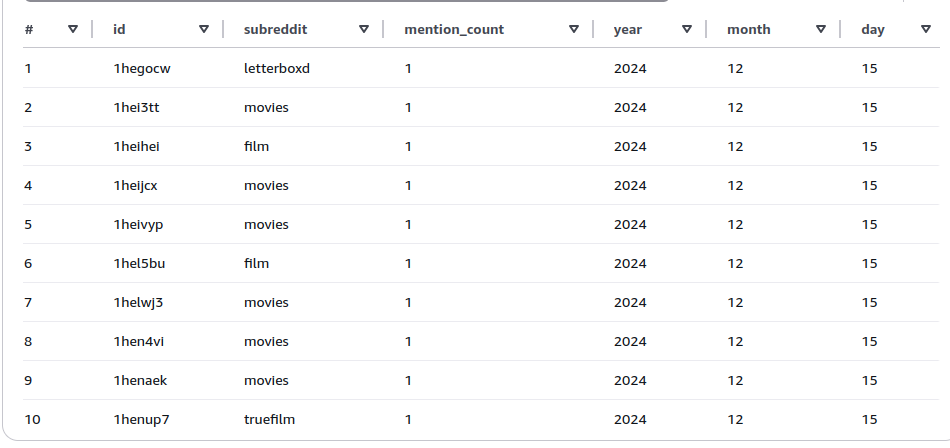 # id subreddit mention_count year month day
1 1hegocw letterboxd 1 2024 12 15
2 1hei3tt movies 1 2024 12 15
3 1heihei film 1 2024 12 15
4 1heijcx movies 1 2024 12 15
5 1heivyp movies 1 2024 12 15
6 1hel5bu film 1 2024 12 15
7 1helwj3 movies 1 2024 12 15
8 1hen4vi movies 1 2024 12 15
9 1henaek movies 1 2024 12 15
10 1henup7 truefilm 1 2024 12 15